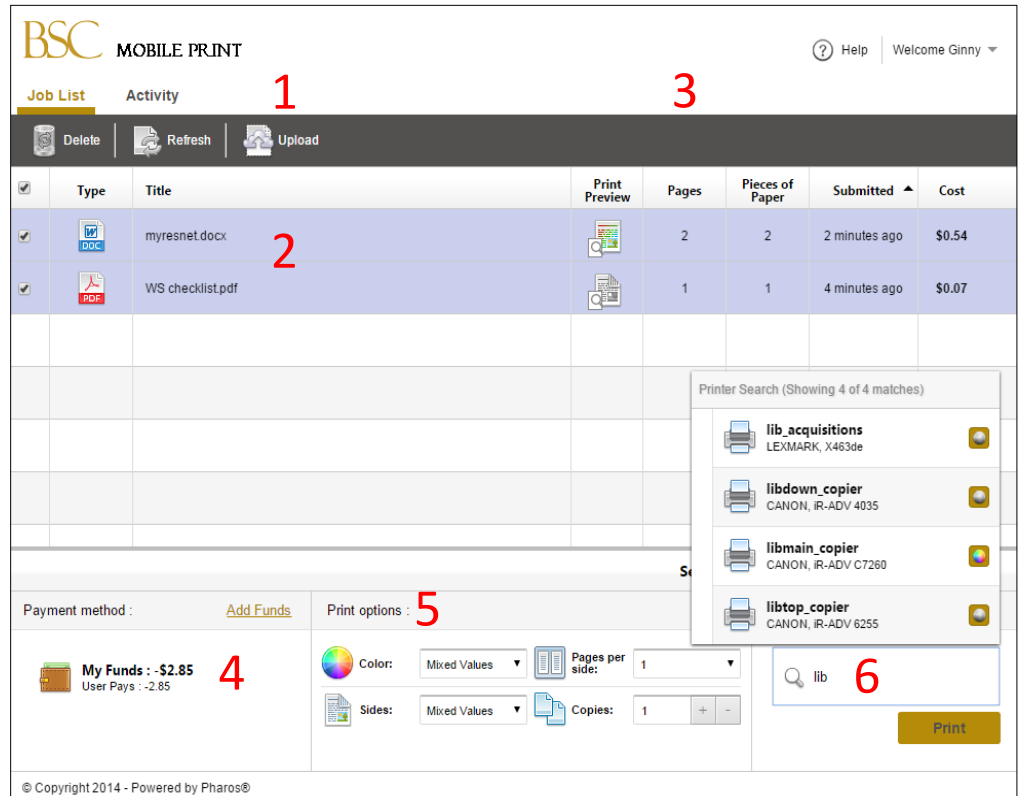 BSC MOBILE PRINT
? Help Welcome Ginny
Job List Activity 1 3
Delete Refresh Upload
Type Title Print Preview Pages Pieces of Paper Submitted Cost
DOC myresnet.docx 2 2 2 minutes ago $0.54
2
PDF WS checklist.pdf 1 1 4 minutes ago $0.07
Printer Search (Showing 4 of 4 matches)
lib_acquisitions
LEXMARK, X463de
libdown_copier
CANON, iR-ADV 4035
libmain_copier
CANON, iR-ADV C7260
Se
libtop_copier
CANON, iR-ADV 6255
Payment method : Add Funds Print options : 5
My Funds : -$2.85
User Pays : -2.85
4
Color: Mixed Values Pages per side: 1
lib 6
Sides: Mixed Values Copies: 1 + -
Print
© Copyright 2014 - Powered by Pharos®